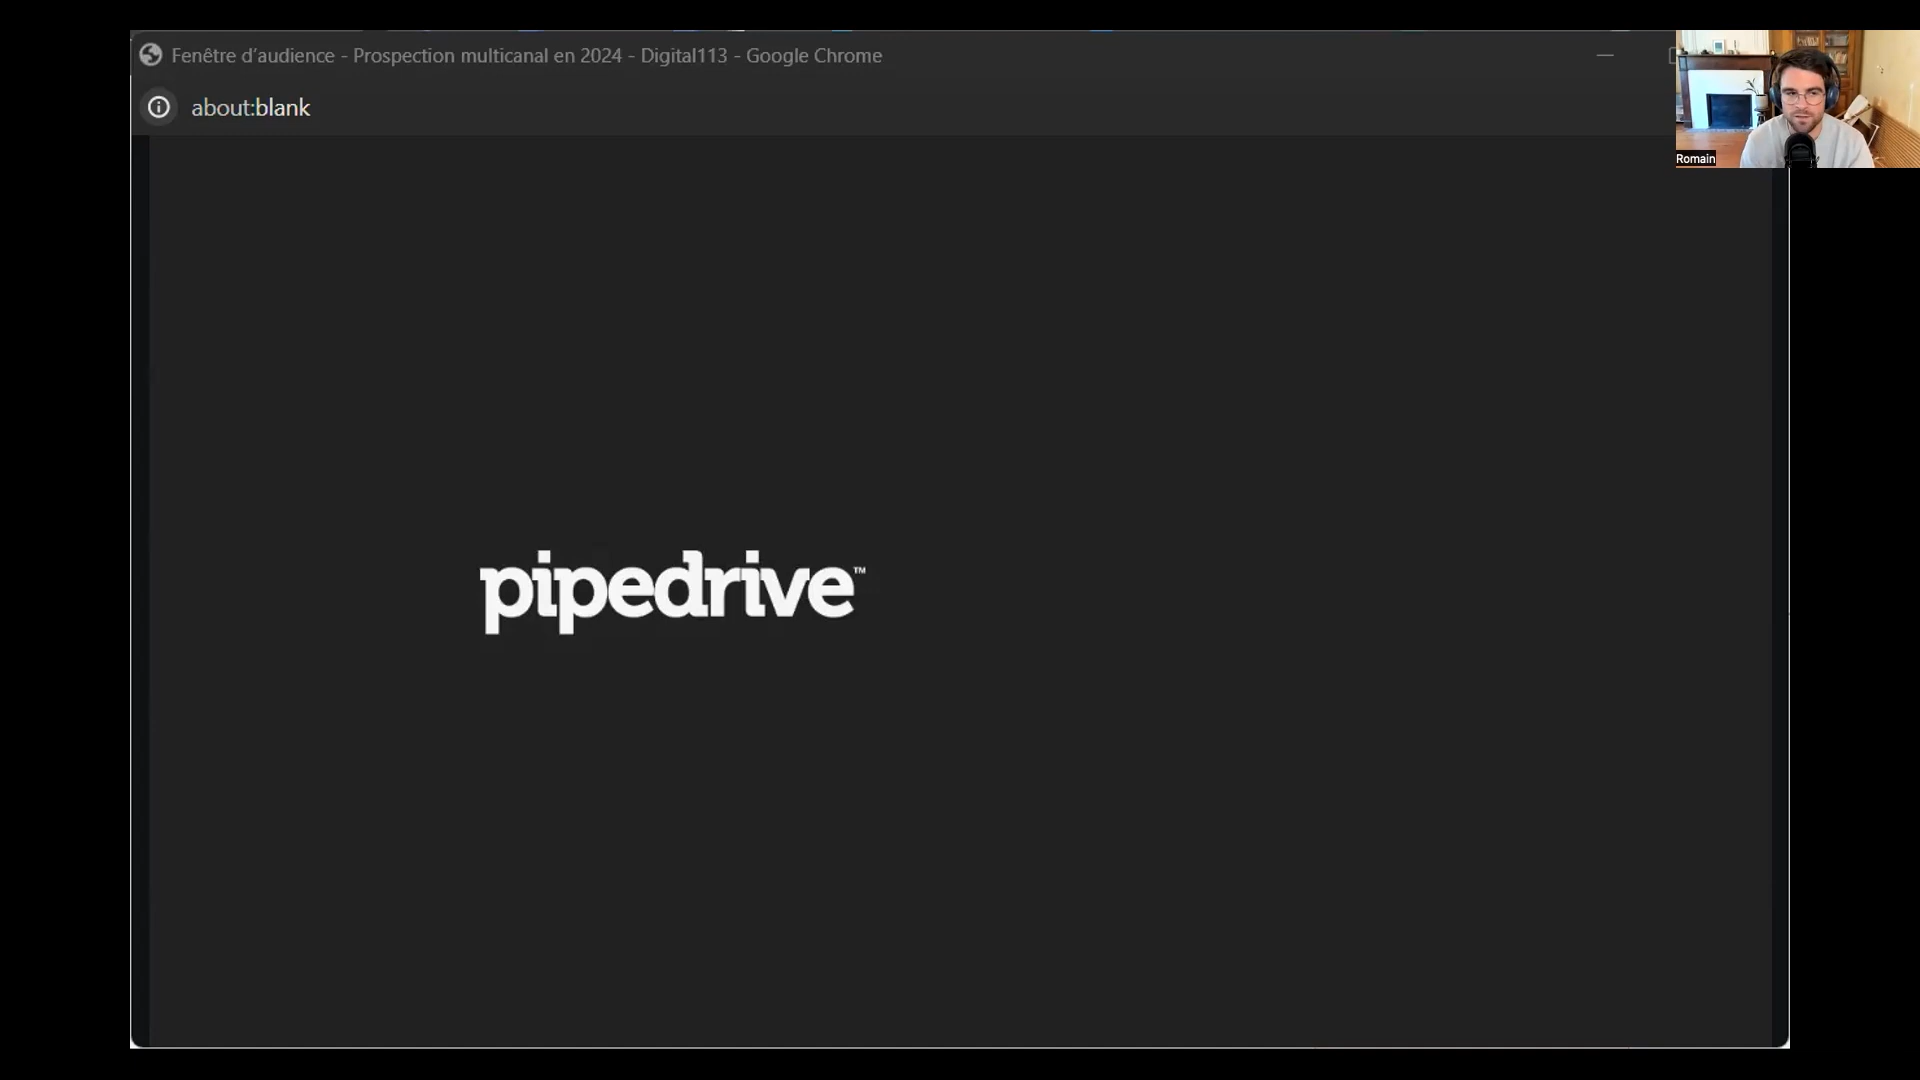 Fenêtre d'audience - Prospection multicanal en 2024 - Digital113 - Google Chrome
about:blank
Romain
pipedrive™